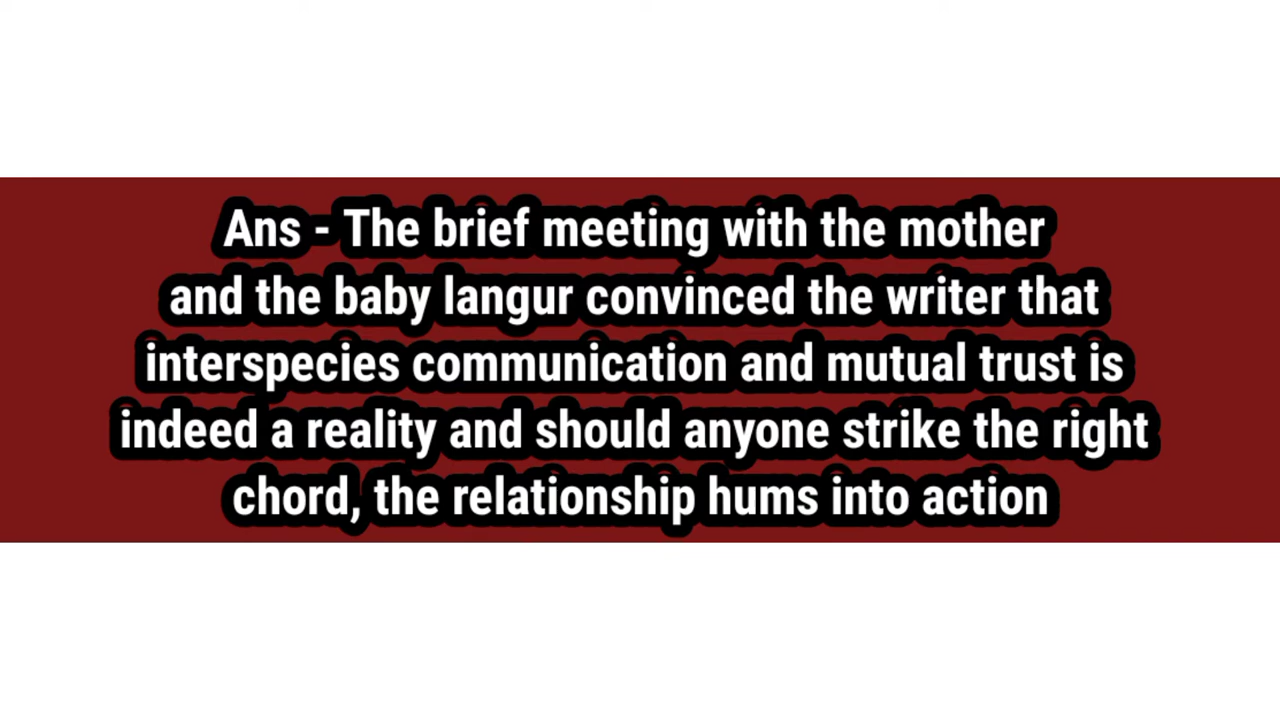 Ans - The brief meeting with the mother
and the baby langur convinced the writer that
interspecies communication and mutual trust is
indeed a reality and should anyone strike the right
chord, the relationship hums into action